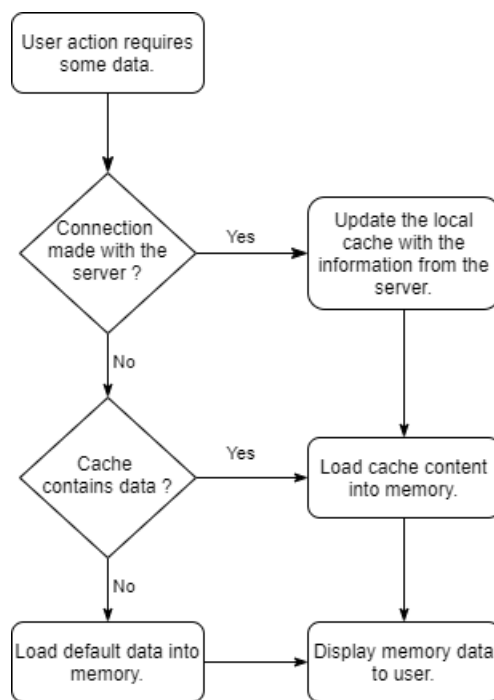 User action requires
some data.
Connection
made with the
server ?
Yes
Update the local
cache with the
information from the
server.
No
Cache
contains data ?
Yes
Load cache content
into memory.
No
Load default data into
memory.
Display memory data
to user.